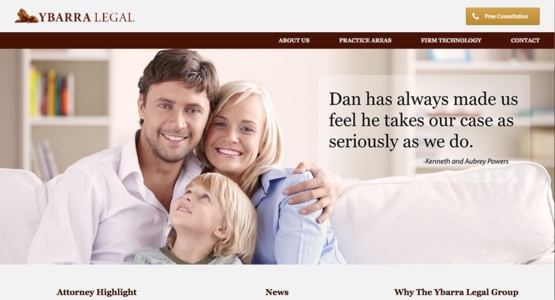 YBARRA LEGAL
Free Consultation
ABOUT US PRACTICE AREAS FIRM TECHNOLOGY CONTACT
Dan has always made us
feel he takes our case as
seriously as we do.
-Kenneth and Aubrey Powers
Attorney Highlight News Why The Ybarra Legal Group